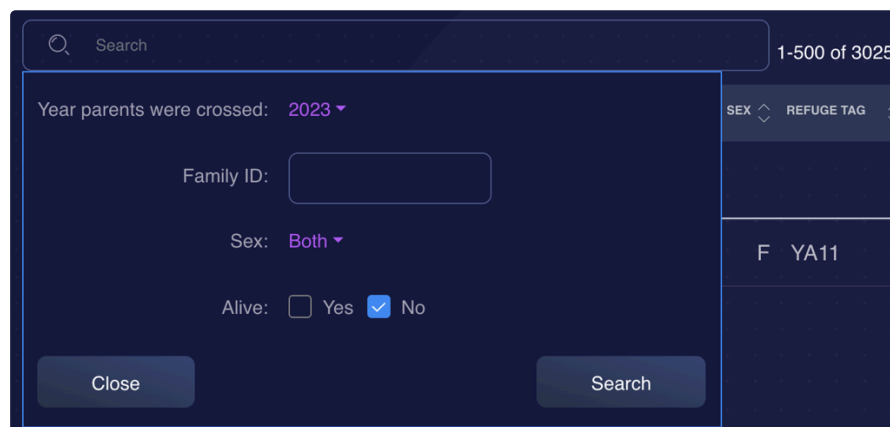 Search
1-500 of 3025
Year parents were crossed: 2023
SEX REFUGE TAG
Family ID:
Sex: Both
F YA11
Alive: Yes No
Close Search